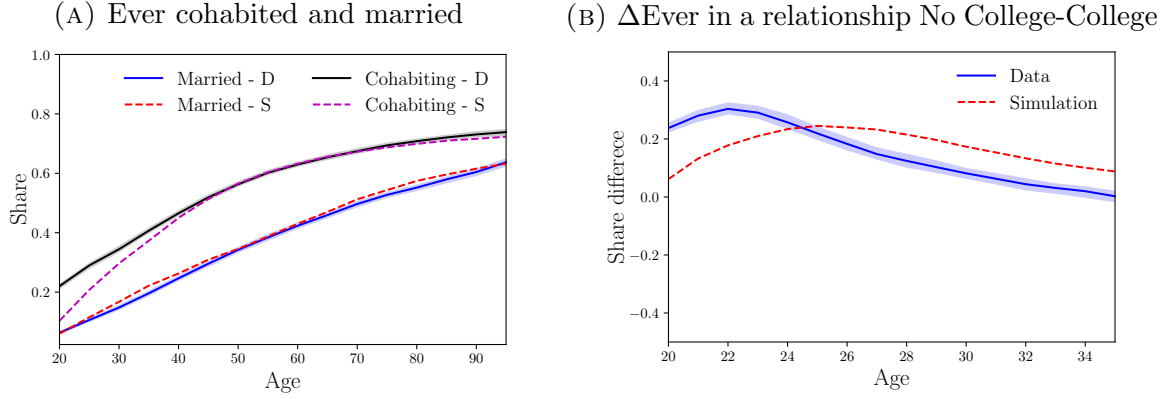 (A) Ever cohabited and married
1.0
0.8
0.6
0.4
0.2
Share
Married - D
Married - S
Cohabiting - D
Cohabiting - S
20 30 40 50 60 70 80 90
Age
(B) ΔEver in a relationship No College-College
0.4
0.2
0.0
−0.2
−0.4
Share differece
Data
Simulation
20 22 24 26 28 30 32 34
Age